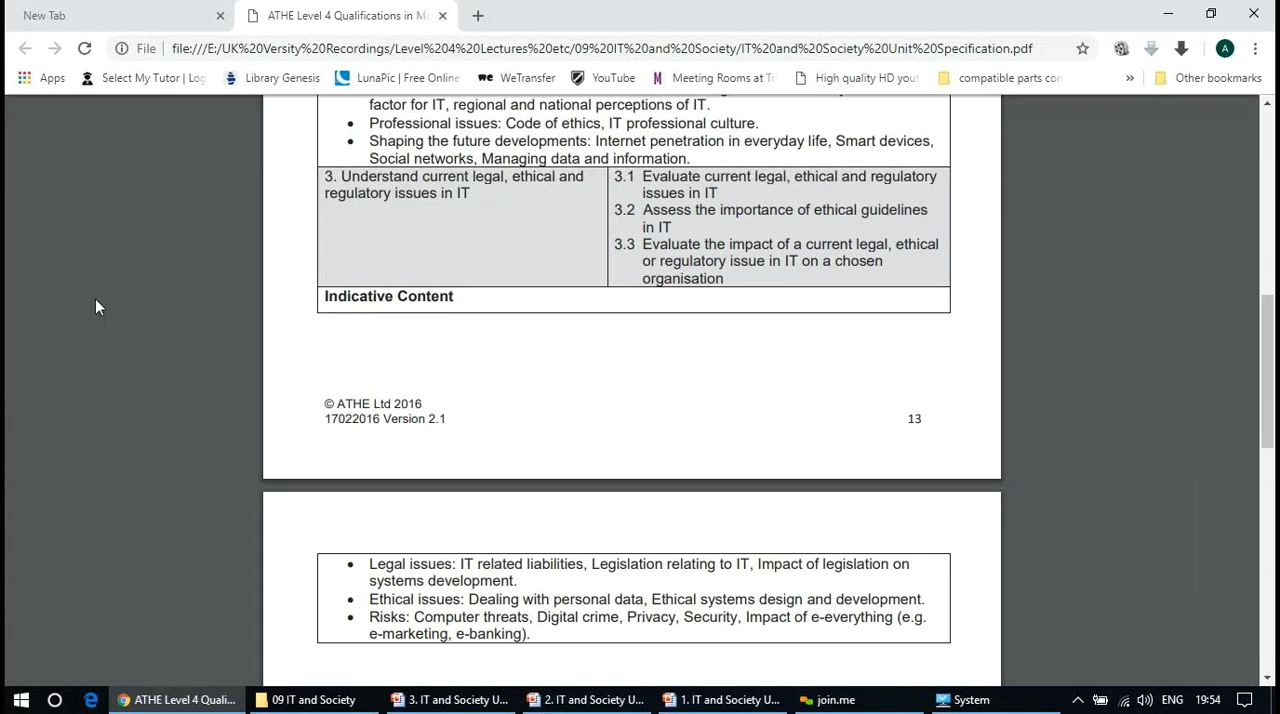 New Tab
ATHE Level 4 Qualifications in Ma
File
file:///E:/UK%20Versity%20Recordings/Level%204%20Lectures%20etc/09%20IT%20and%20Society/IT%20and%20Society%20Unit%20Specification.pdf
A
Apps
Select My Tutor | Log
Library Genesis
LunaPic | Free Online
WeTransfer
YouTube
Meeting Rooms at Tr
High quality HD yout
compatible parts.con
»
Other bookmarks
factor for IT, regional and national perceptions of IT.
• Professional issues: Code of ethics, IT professional culture.
• Shaping the future developments: Internet penetration in everyday life, Smart devices,
Social networks, Managing data and information.
3. Understand current legal, ethical and
regulatory issues in IT
3.1 Evaluate current legal, ethical and regulatory
issues in IT
3.2 Assess the importance of ethical guidelines
in IT
3.3 Evaluate the impact of a current legal, ethical
or regulatory issue in IT on a chosen
organisation
Indicative Content
© ATHE Ltd 2016
17022016 Version 2.1
13
• Legal issues: IT related liabilities, Legislation relating to IT, Impact of legislation on
systems development.
• Ethical issues: Dealing with personal data, Ethical systems design and development.
• Risks: Computer threats, Digital crime, Privacy, Security, Impact of e-everything (e.g.
e-marketing, e-banking).
ATHE Level 4 Quali...
09 IT and Society
3. IT and Society U...
2. IT and Society U...
1. IT and Society U...
join.me
System
ENG
19:54